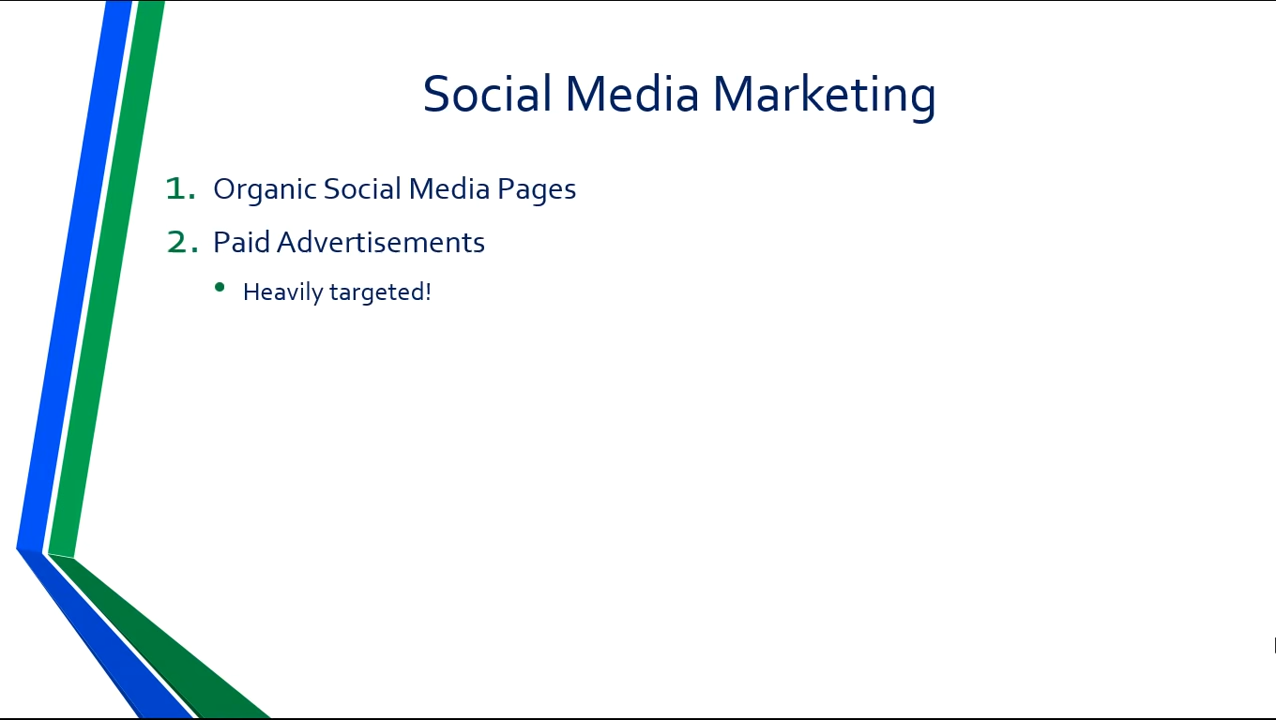 Social Media Marketing
1. Organic Social Media Pages
2. Paid Advertisements
• Heavily targeted!